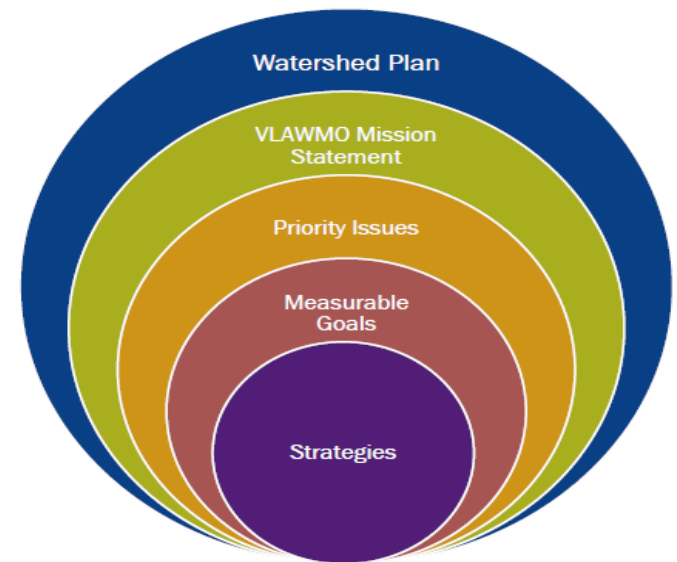 Watershed Plan
VLAWMO Mission
Statement
Priority Issues
Measurable
Goals
Strategies